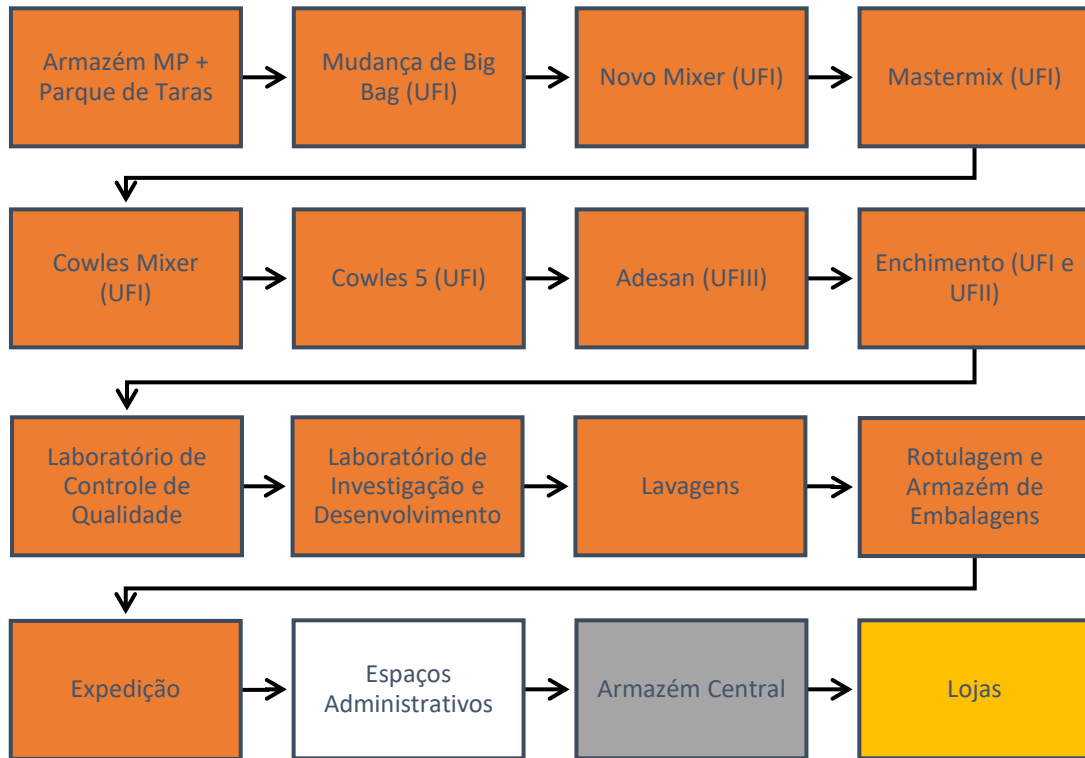 Armazém MP +
Parque de Taras
Mudança de Big
Bag (UFI)
Novo Mixer (UFI)
Mastermix (UFI)
Cowles Mixer
(UFI)
Cowles 5 (UFI)
Adesan (UFIII)
Enchimento (UFI e
UFII)
Laboratório de
Controle de
Qualidade
Laboratório de
Investigação e
Desenvolvimento
Lavagens
Rotulagem e
Armazém de
Embalagens
Expedição
Espaços
Administrativos
Armazém Central
Lojas